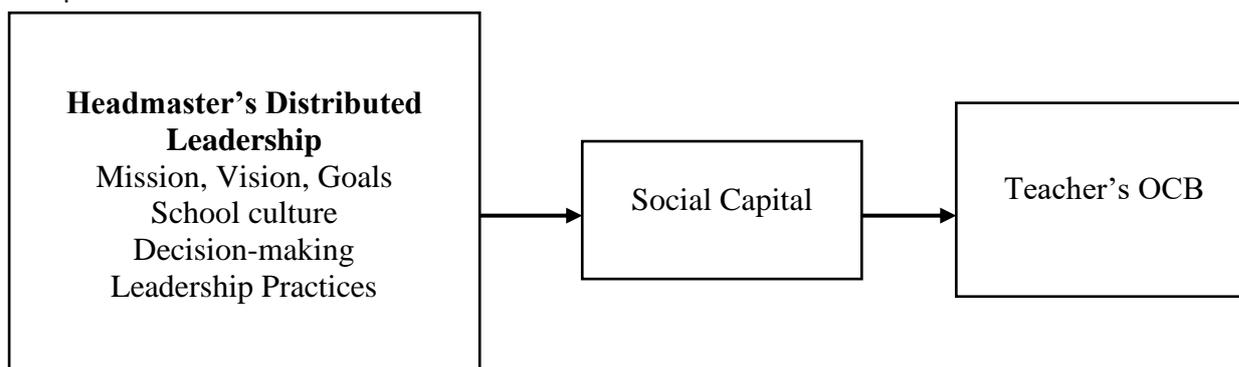 Headmaster’s Distributed
Leadership
Mission, Vision, Goals
School culture
Decision-making
Leadership Practices
Social Capital
Teacher’s OCB